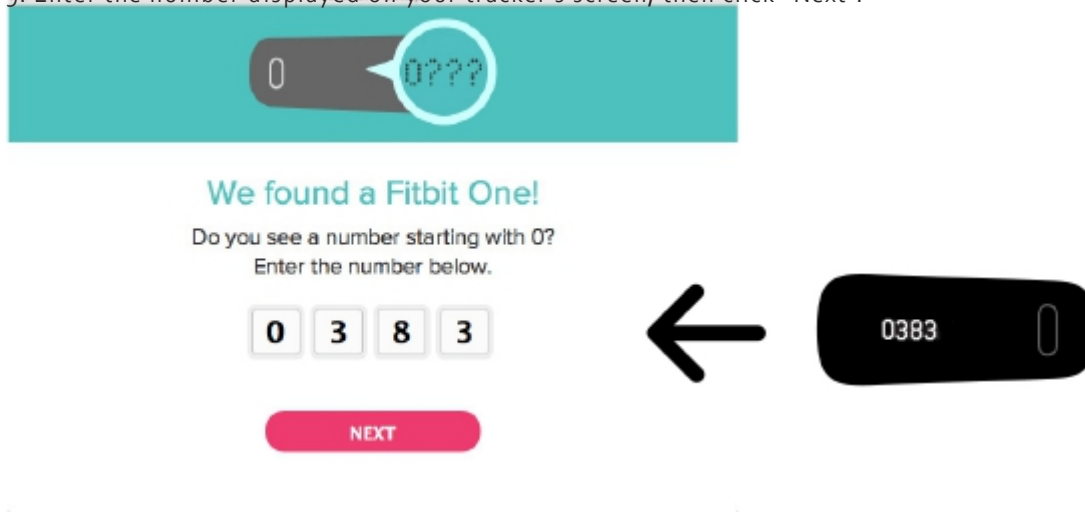 9. Enter the number displayed on your tracker's screen, then click "Next".
0 0???
We found a Fitbit One!
Do you see a number starting with 0?
Enter the number below.
0 3 8 3
0383
NEXT